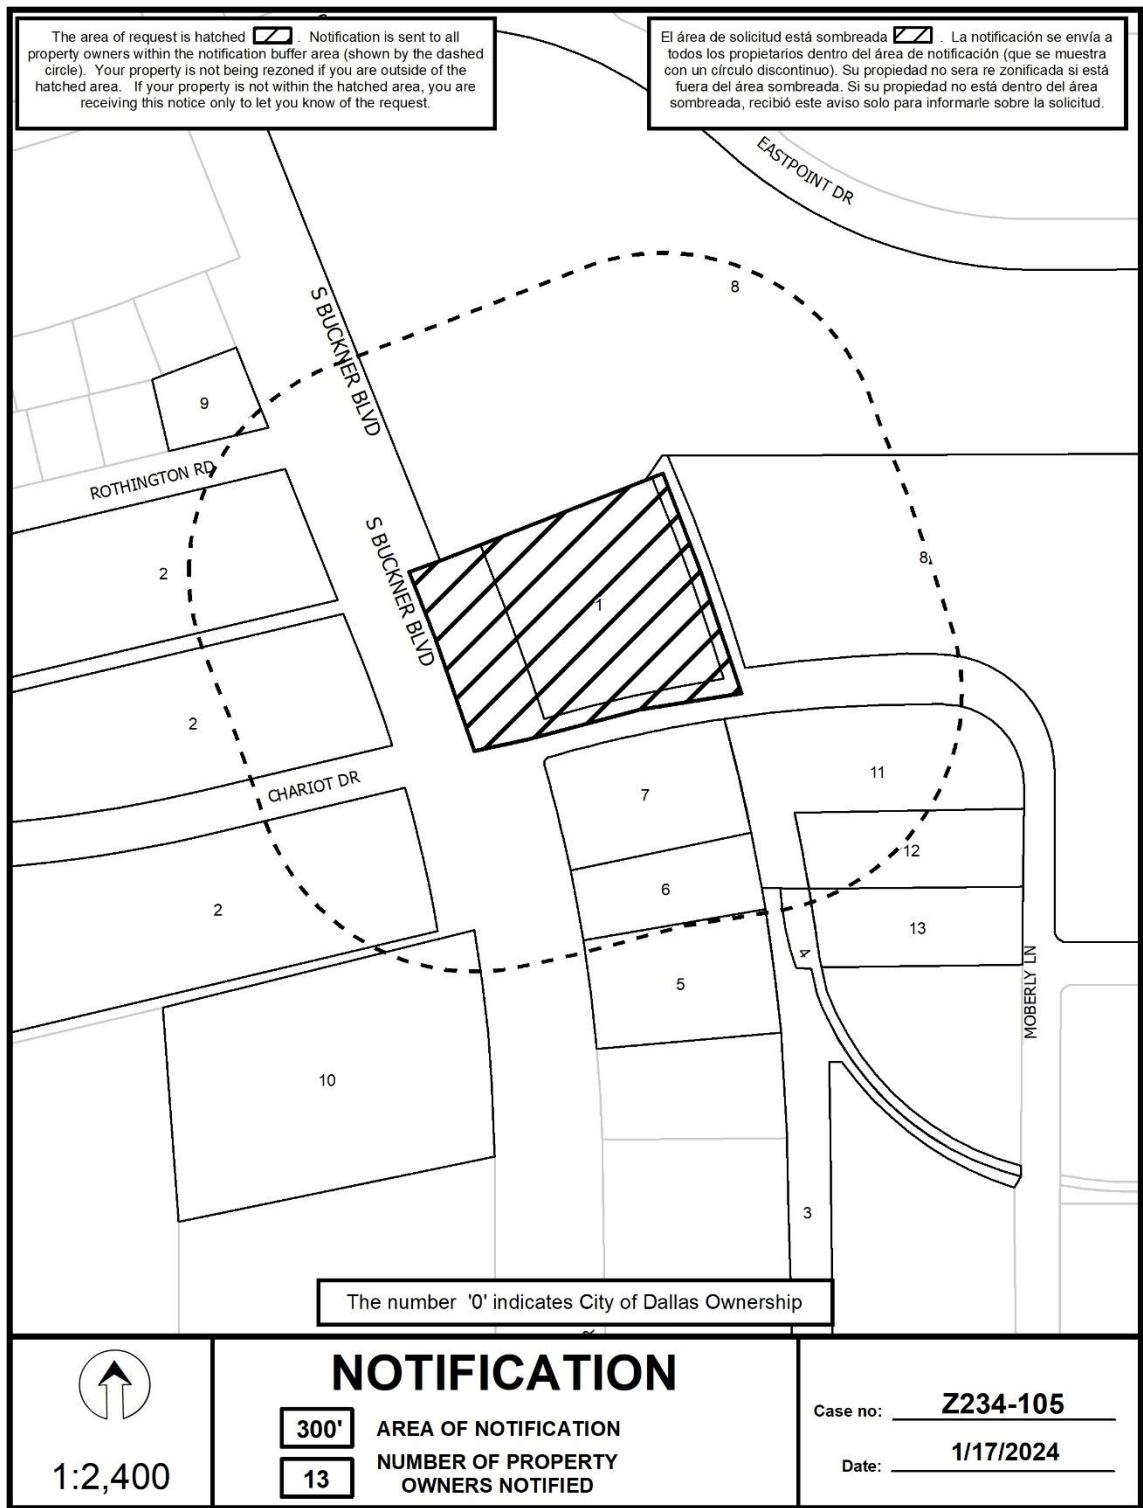 The area of request is hatched . Notification is sent to all
property owners within the notification buffer area (shown by the dashed
circle). Your property is not being rezoned if you are outside of the
hatched area. If your property is not within the hatched area, you are
receiving this notice only to let you know of the request.
El área de solicitud está sombreada . La notificación se envía a
todos los propietarios dentro del área de notificación (que se muestra
con un círculo discontinuo). Su propiedad no sera re zonificada si está
fuera del área sombreada. Si su propiedad no está dentro del área
sombreada, recibió este aviso solo para informarle sobre la solicitud.
EASTPOINT DR
8
S BUCKNER BLVD
9
ROTHINGTON RD
S BUCKNER BLVD
2
8
1
2
CHARIOT DR
7
11
12
6
2
13
4
5
MOBERLY LN
10
3
The number '0' indicates City of Dallas Ownership
1:2,400
NOTIFICATION
300' AREA OF NOTIFICATION
13 NUMBER OF PROPERTY
OWNERS NOTIFIED
Case no: Z234-105
Date: 1/17/2024